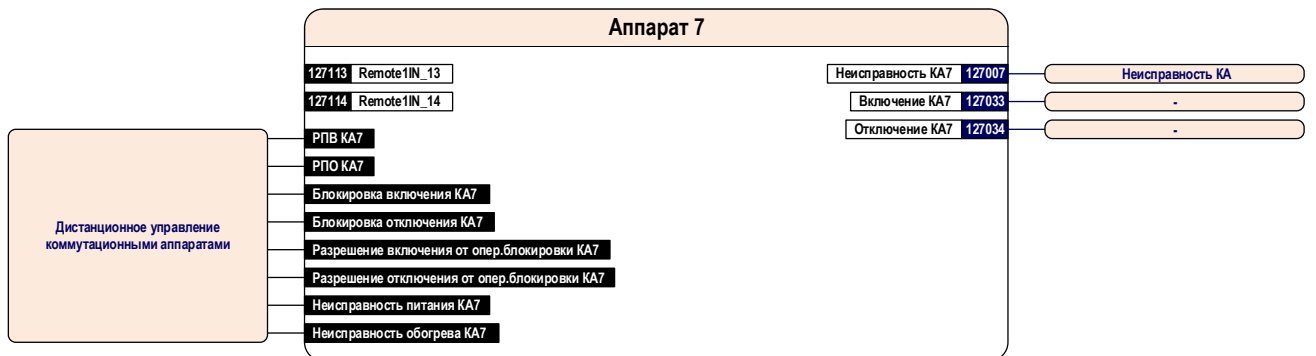 Аппарат 7
127113 Remote1IN_13
Неисправность КА7 127007
Неисправность КА
127114 Remote1IN_14
Включение КА7 127033
-
Отключение КА7 127034
-
РПВ КА7
РПО КА7
Блокировка включения КА7
Блокировка отключения КА7
Дистанционное управление
коммутационными аппаратами
Разрешение включения от опер.блокировки КА7
Разрешение отключения от опер.блокировки КА7
Неисправность питания КА7
Неисправность обогрева КА7